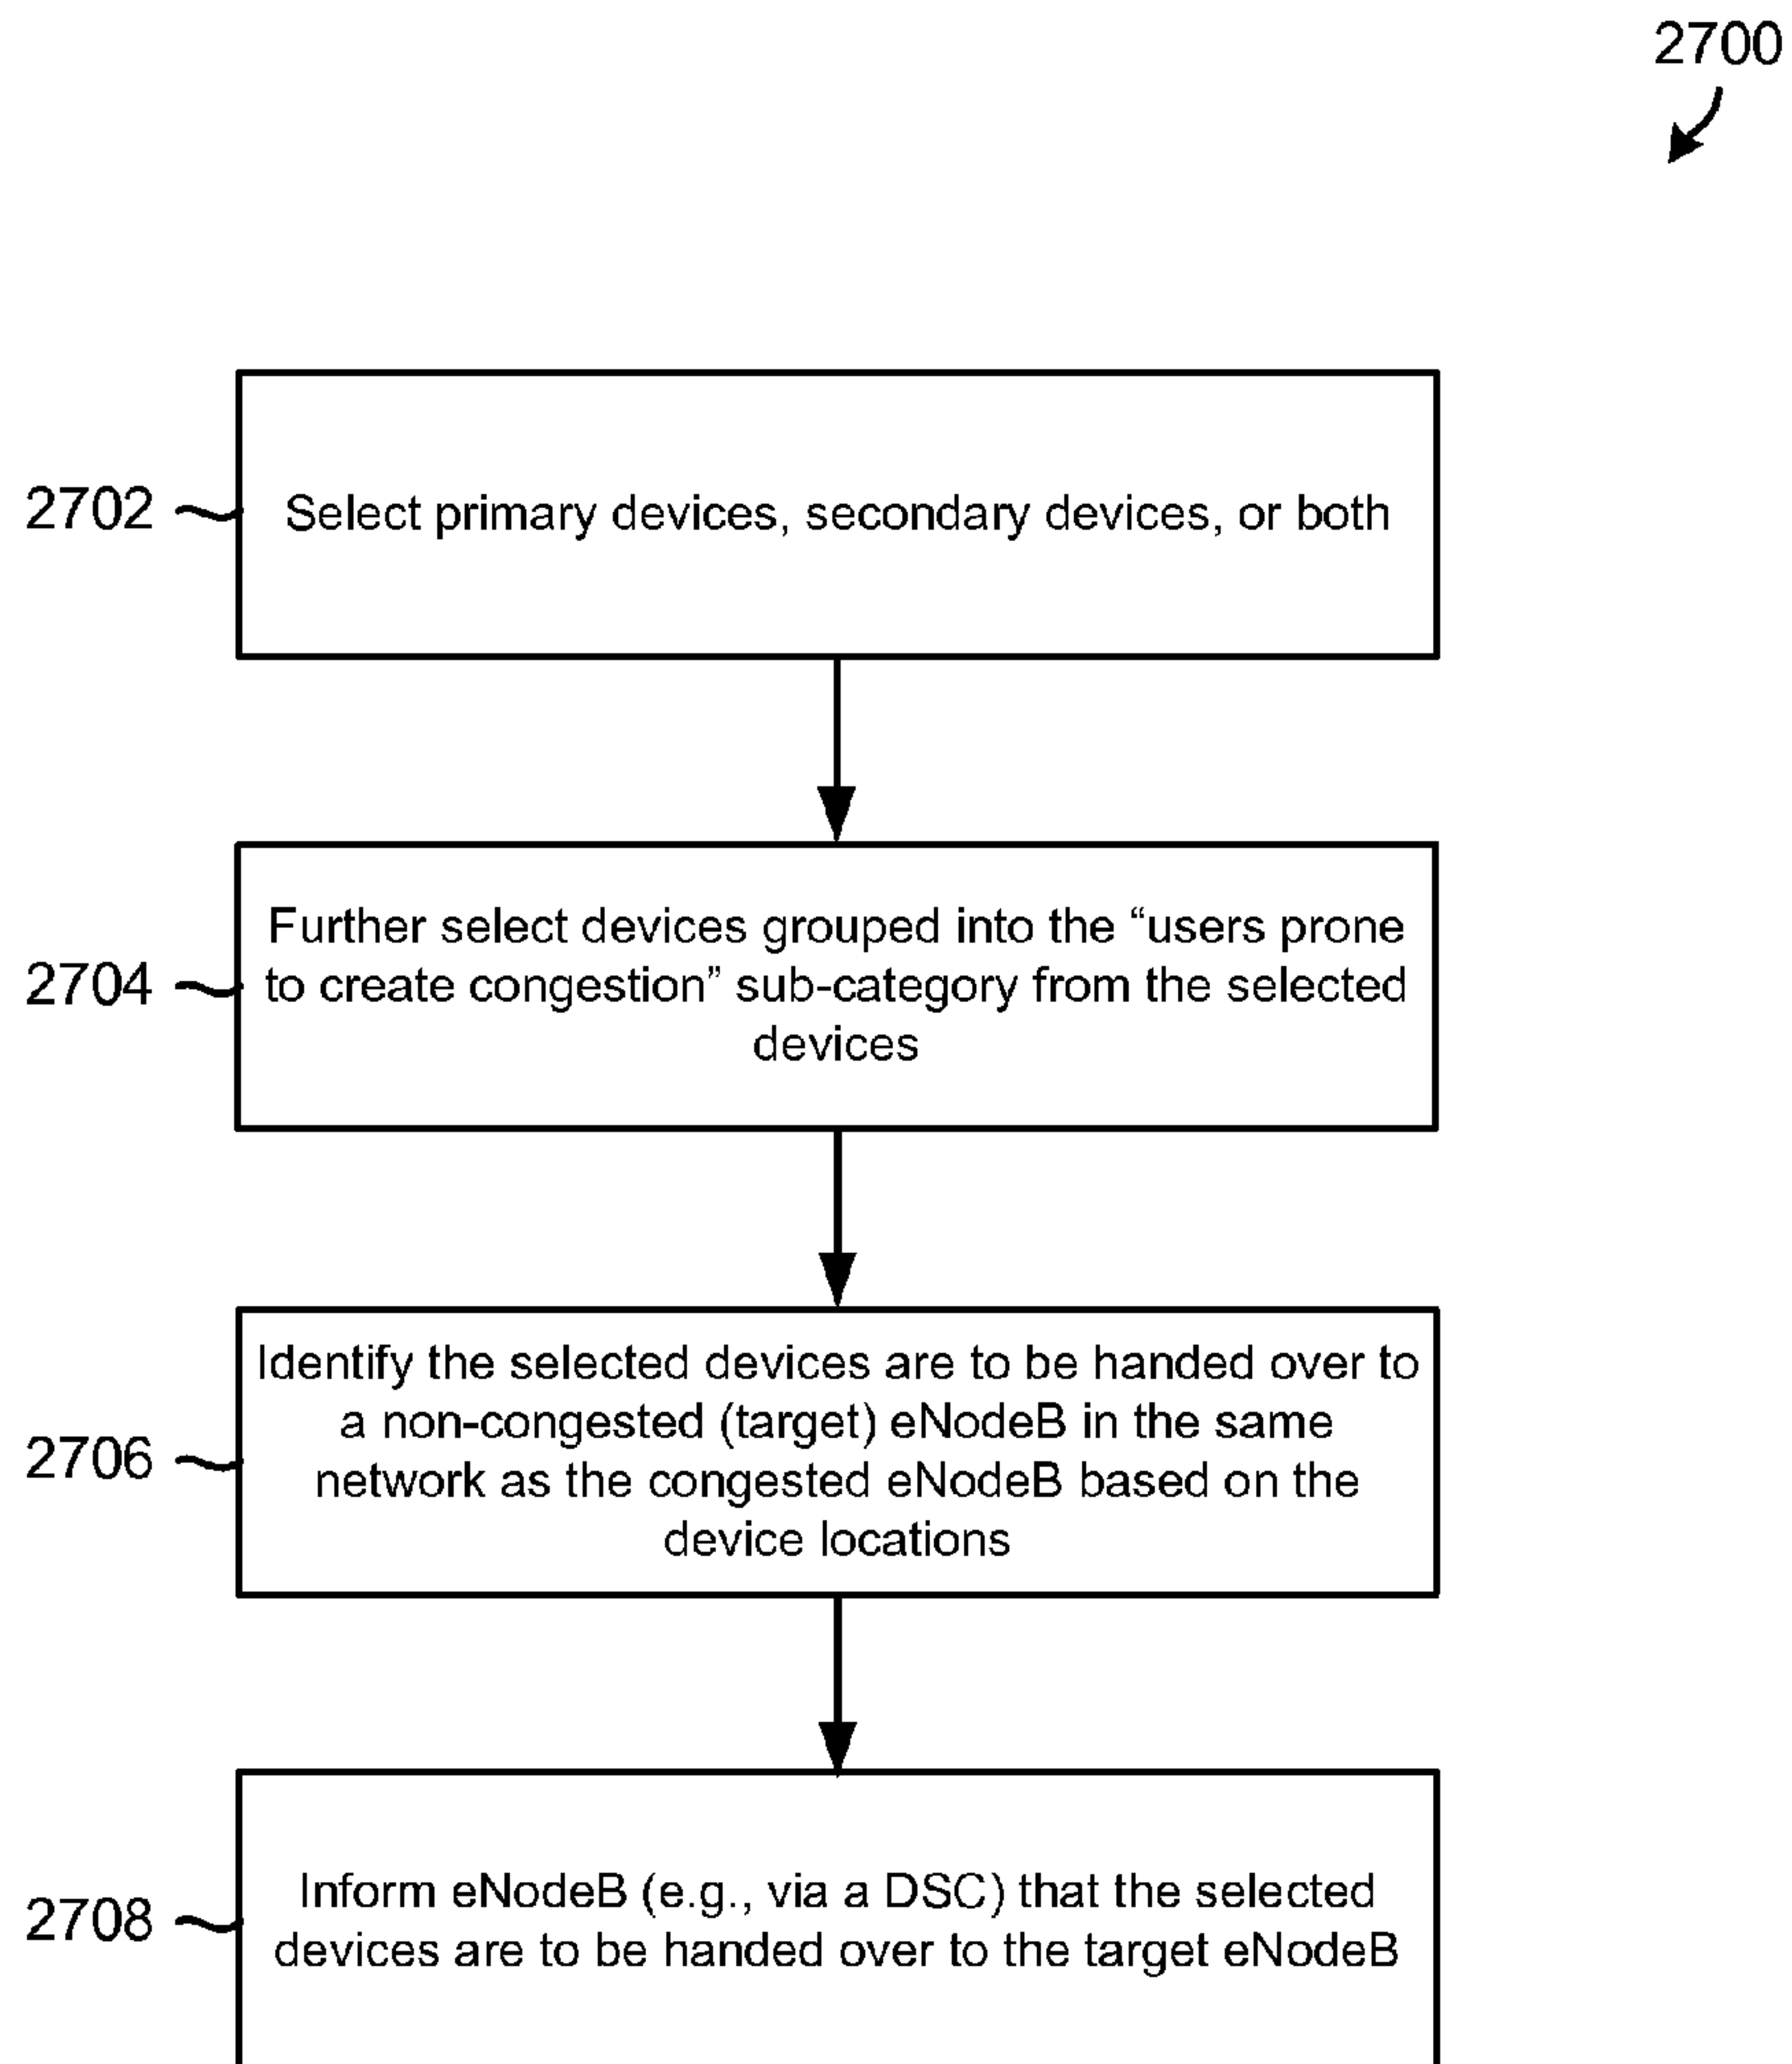 2700
2702
Select primary devices, secondary devices, or both
2704
Further select devices grouped into the “users prone
to create congestion” sub-category from the selected
devices
2706
Identify the selected devices are to be handed over to
a non-congested (target) eNodeB in the same
network as the congested eNodeB based on the
device locations
2708
Inform eNodeB (e.g., via a DSC) that the selected
devices are to be handed over to the target eNodeB